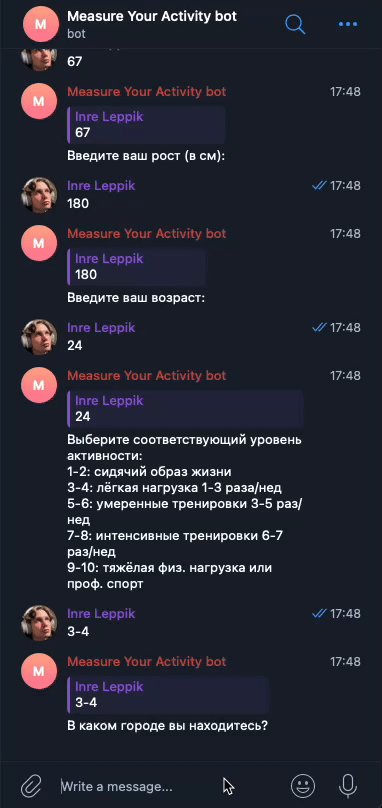 Measure Your Activity bot
bot
Inre Leppik
67
Measure Your Activity bot 17:48
Inre Leppik
67
Введите ваш рост (в см):
Inre Leppik 17:48
180
Measure Your Activity bot 17:48
Inre Leppik
180
Введите ваш возраст:
Inre Leppik 17:48
24
Measure Your Activity bot 17:48
Inre Leppik
24
Выберите соответствующий уровень
активности:
1-2: сидячий образ жизни
3-4: лёгкая нагрузка 1-3 раза/нед
5-6: умеренные тренировки 3-5 раз/
нед
7-8: интенсивные тренировки 6-7
раз/нед
9-10: тяжёлая физ. нагрузка или
проф. спорт
Inre Leppik 17:48
3-4
Measure Your Activity bot 17:48
Inre Leppik
3-4
В каком городе вы находитесь?
Write a message...